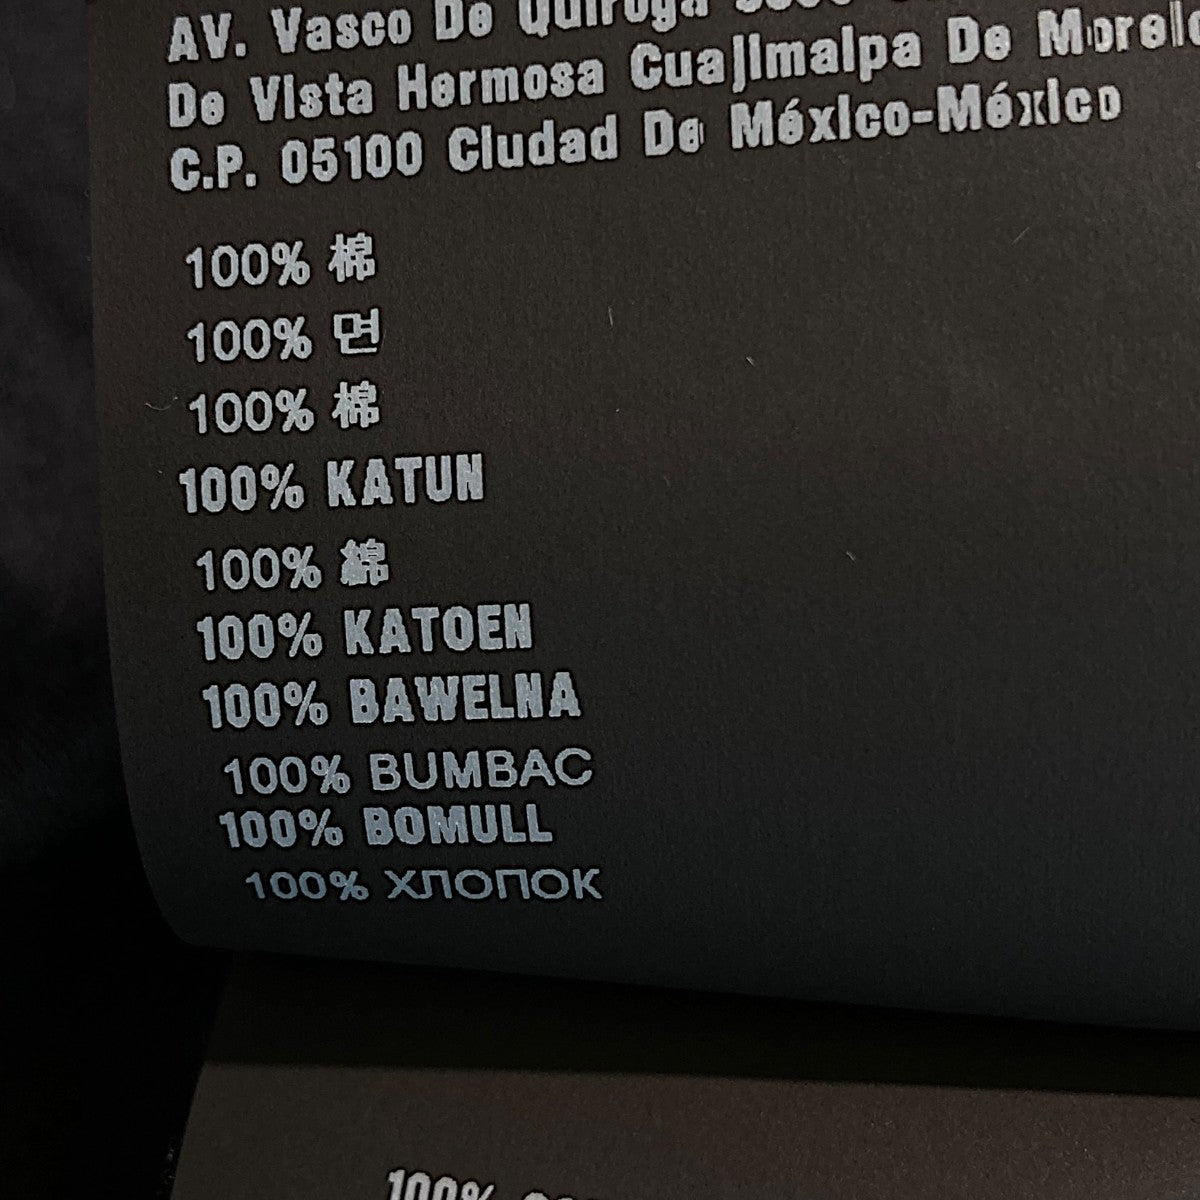 AV. Vasco De Quiroga
De Vista Hermosa Cuajimalpa De
C.P. 05100 Ciudad De México-México
100% 棉
100% 면
100% 棉
100% KATUN
100% 綿
100% KATOEN
100% BAWELNA
100% BUMBAC
100% BOMULL
100% ХЛОПОК
100%